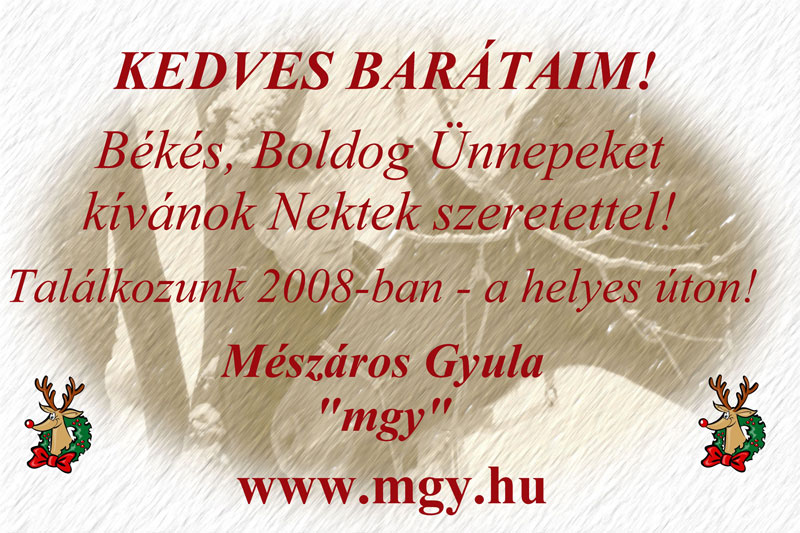 KEDVES BARÁTAIM!
Békés, Boldog Ünnepeket
kívánok Nektek szeretettel!
Találkozunk 2008-ban - a helyes úton!
Mészáros Gyula
"mgy"
www.mgy.hu